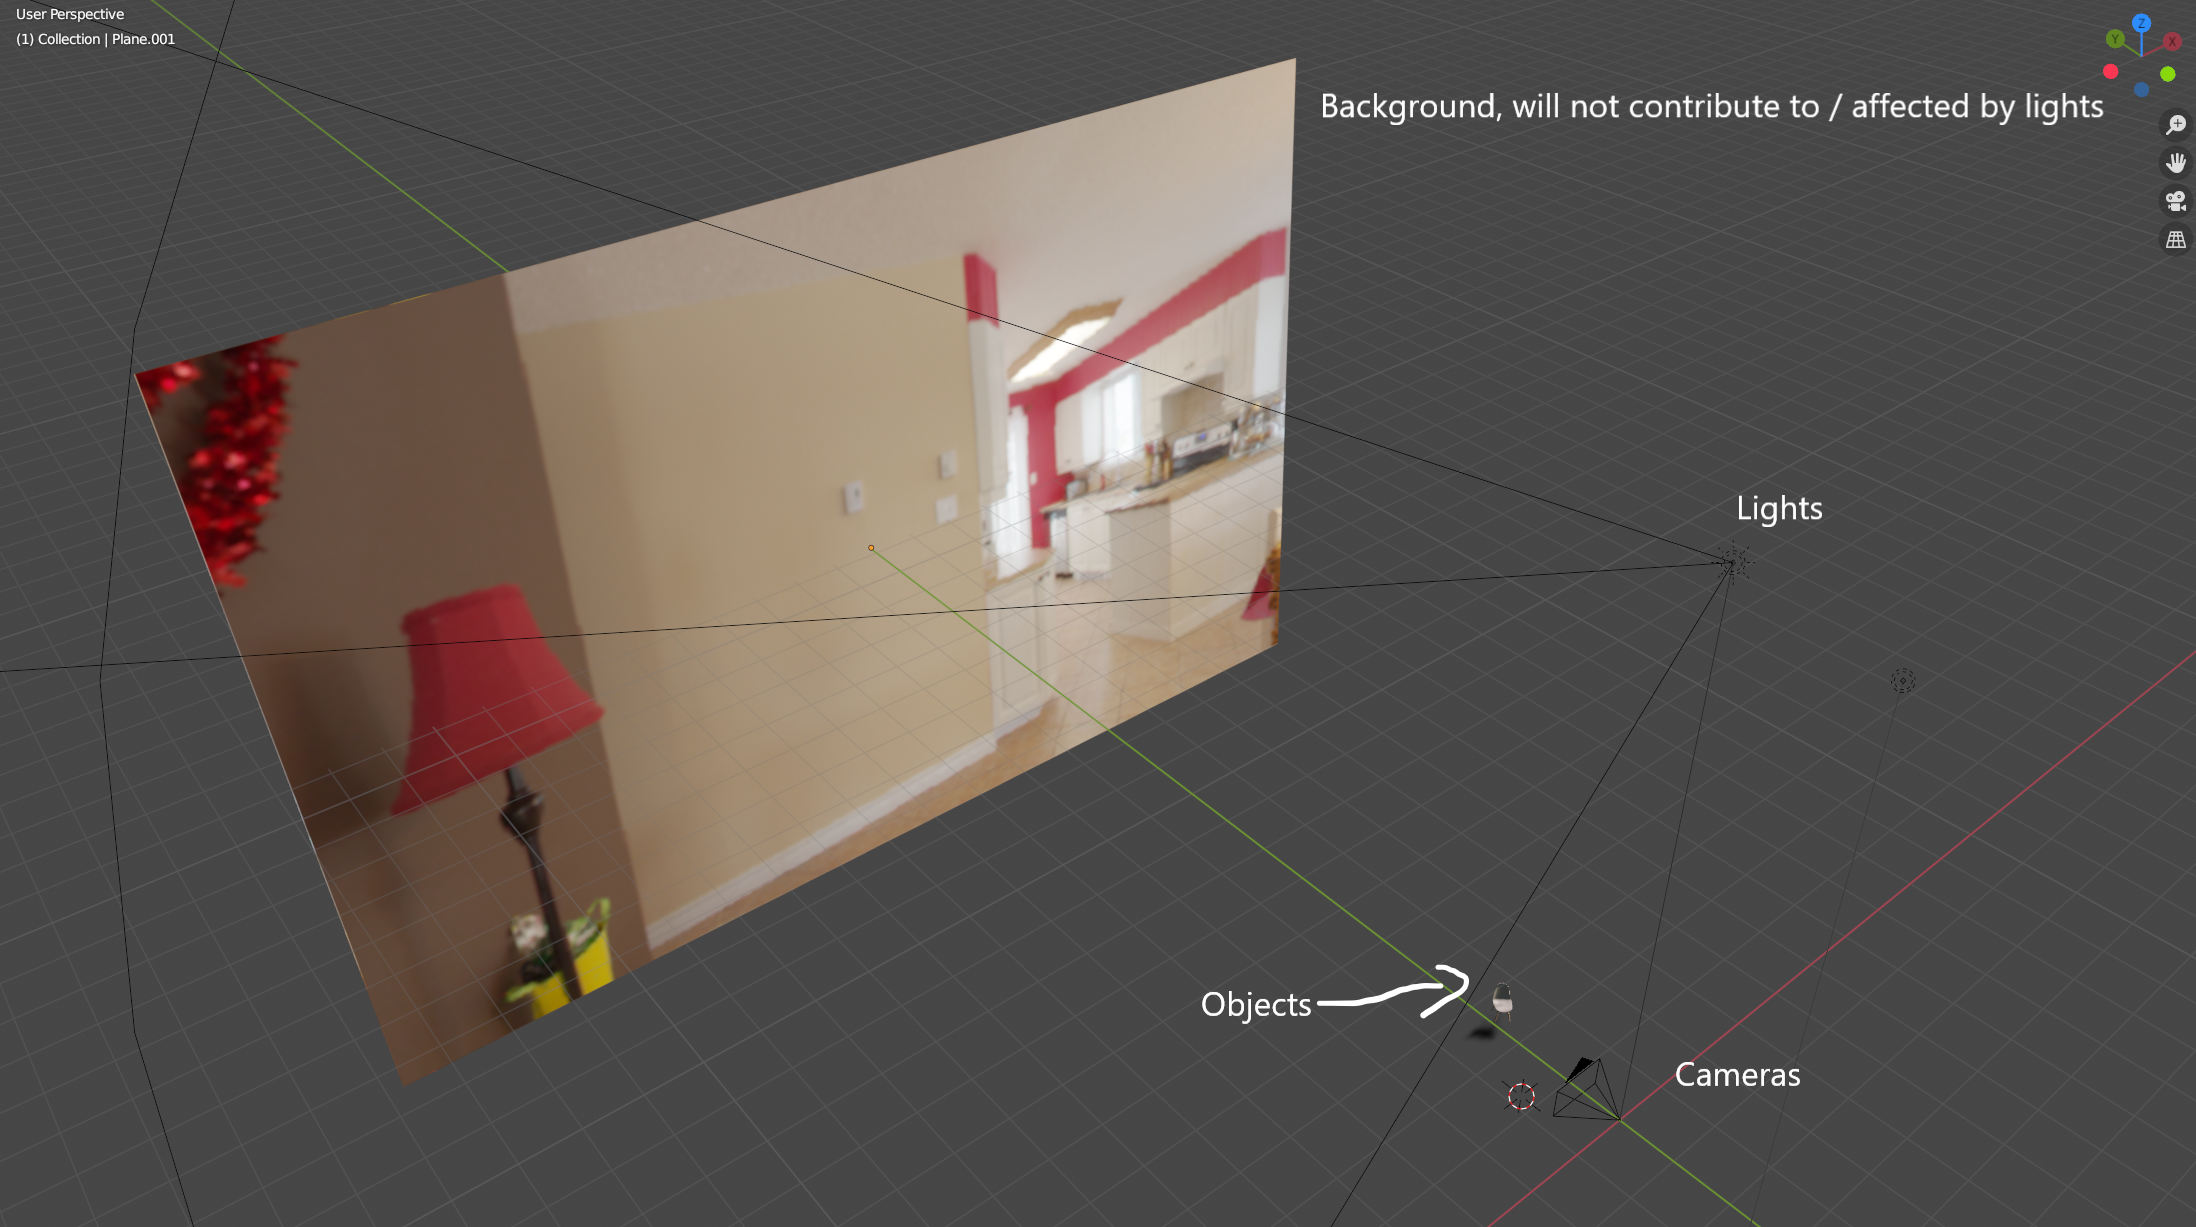 User Perspective
(1) Collection | Plane.001
Z
Y
X
Background, will not contribute to / affected by lights
Lights
Objects
Cameras